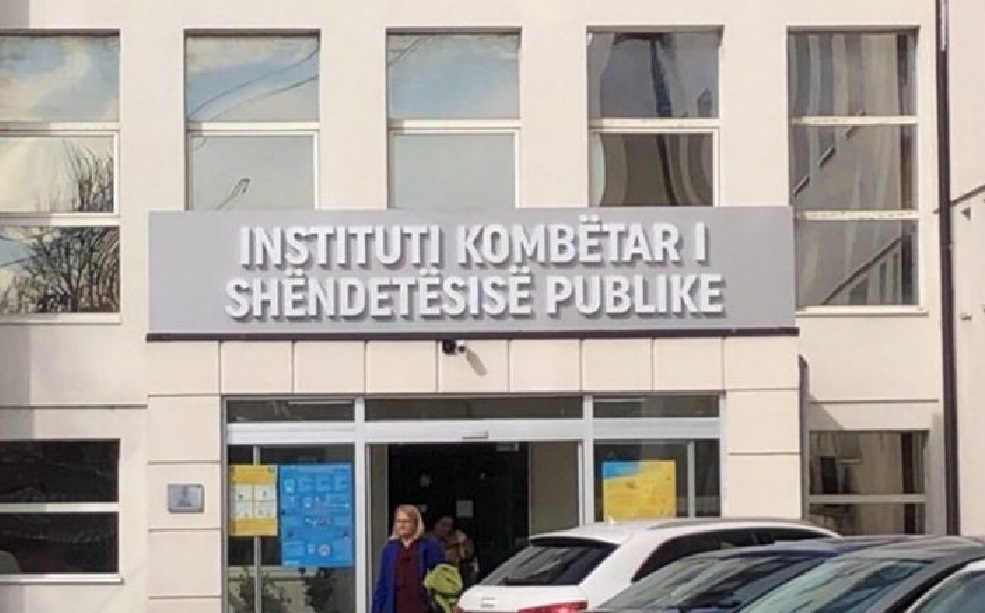 INSTITUTI KOMBËTAR I
SHËNDETËSISË PUBLIKE